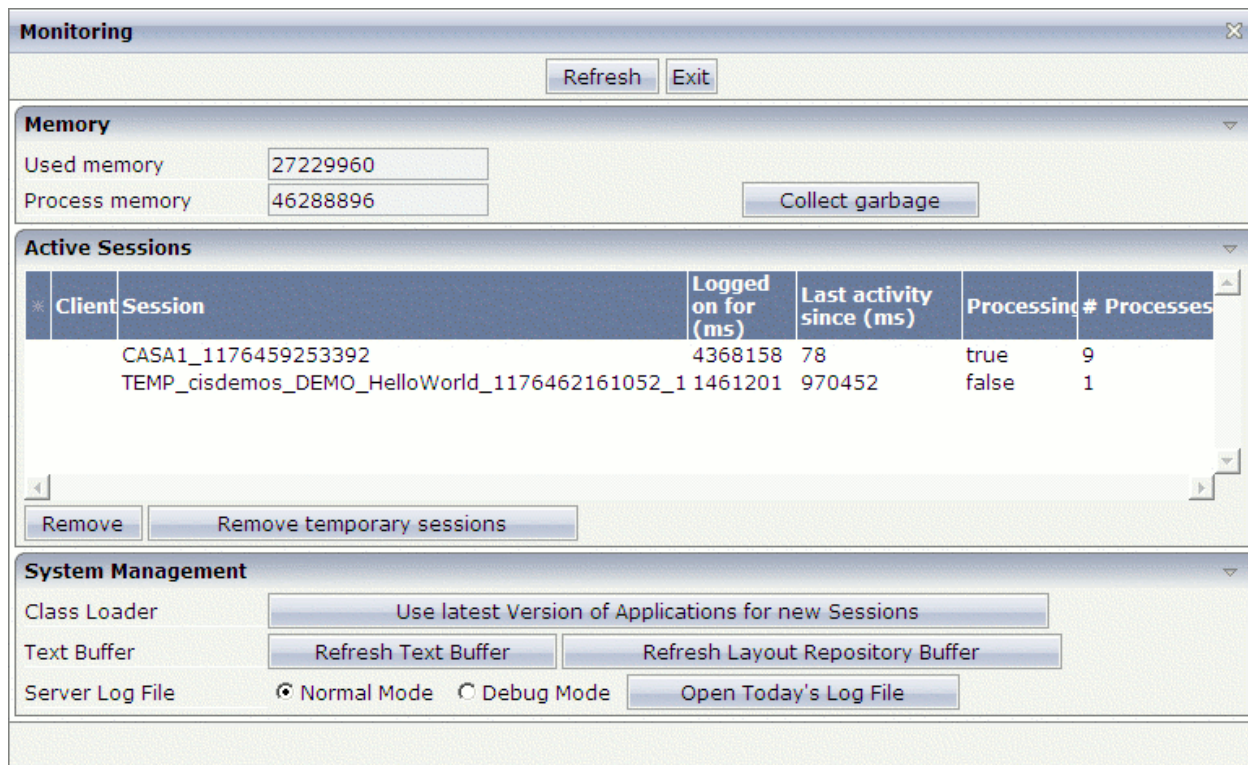 Monitoring
Refresh Exit
Memory
Used memory 27229960
Process memory 46288896 Collect garbage
Active Sessions
Client Session Logged on for (ms) Last activity since (ms) Processing # Processes
CASA1_1176459253392 4368158 78 true 9
TEMP_cisdemos_DEMO_HelloWorld_1176462161052_1 1461201 970452 false 1
Remove Remove temporary sessions
System Management
Class Loader Use latest Version of Applications for new Sessions
Text Buffer Refresh Text Buffer Refresh Layout Repository Buffer
Server Log File Normal Mode Debug Mode Open Today's Log File